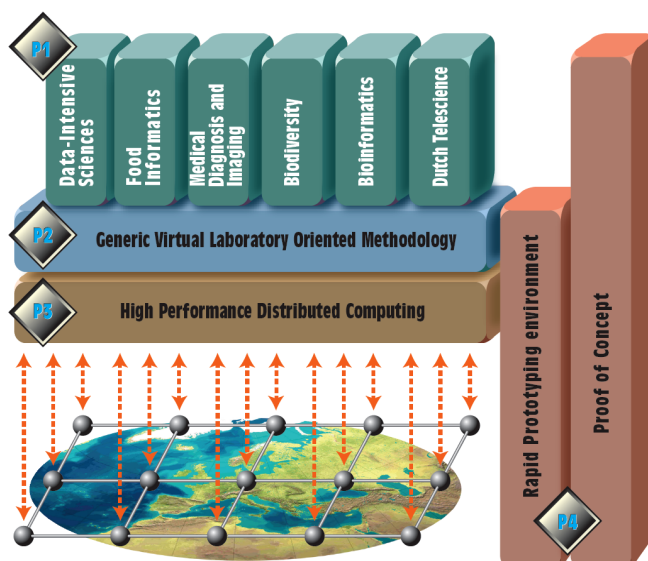 P1
Data-Intensive
Sciences
Food
Informatics
Medical
Diagnosis and
Imaging
Biodiversity
Bioinformatics
Dutch Telescience
P2
Generic Virtual Laboratory Oriented Methodology
P3
High Performance Distributed Computing
Rapid Prototyping environment
Proof of Concept
P4